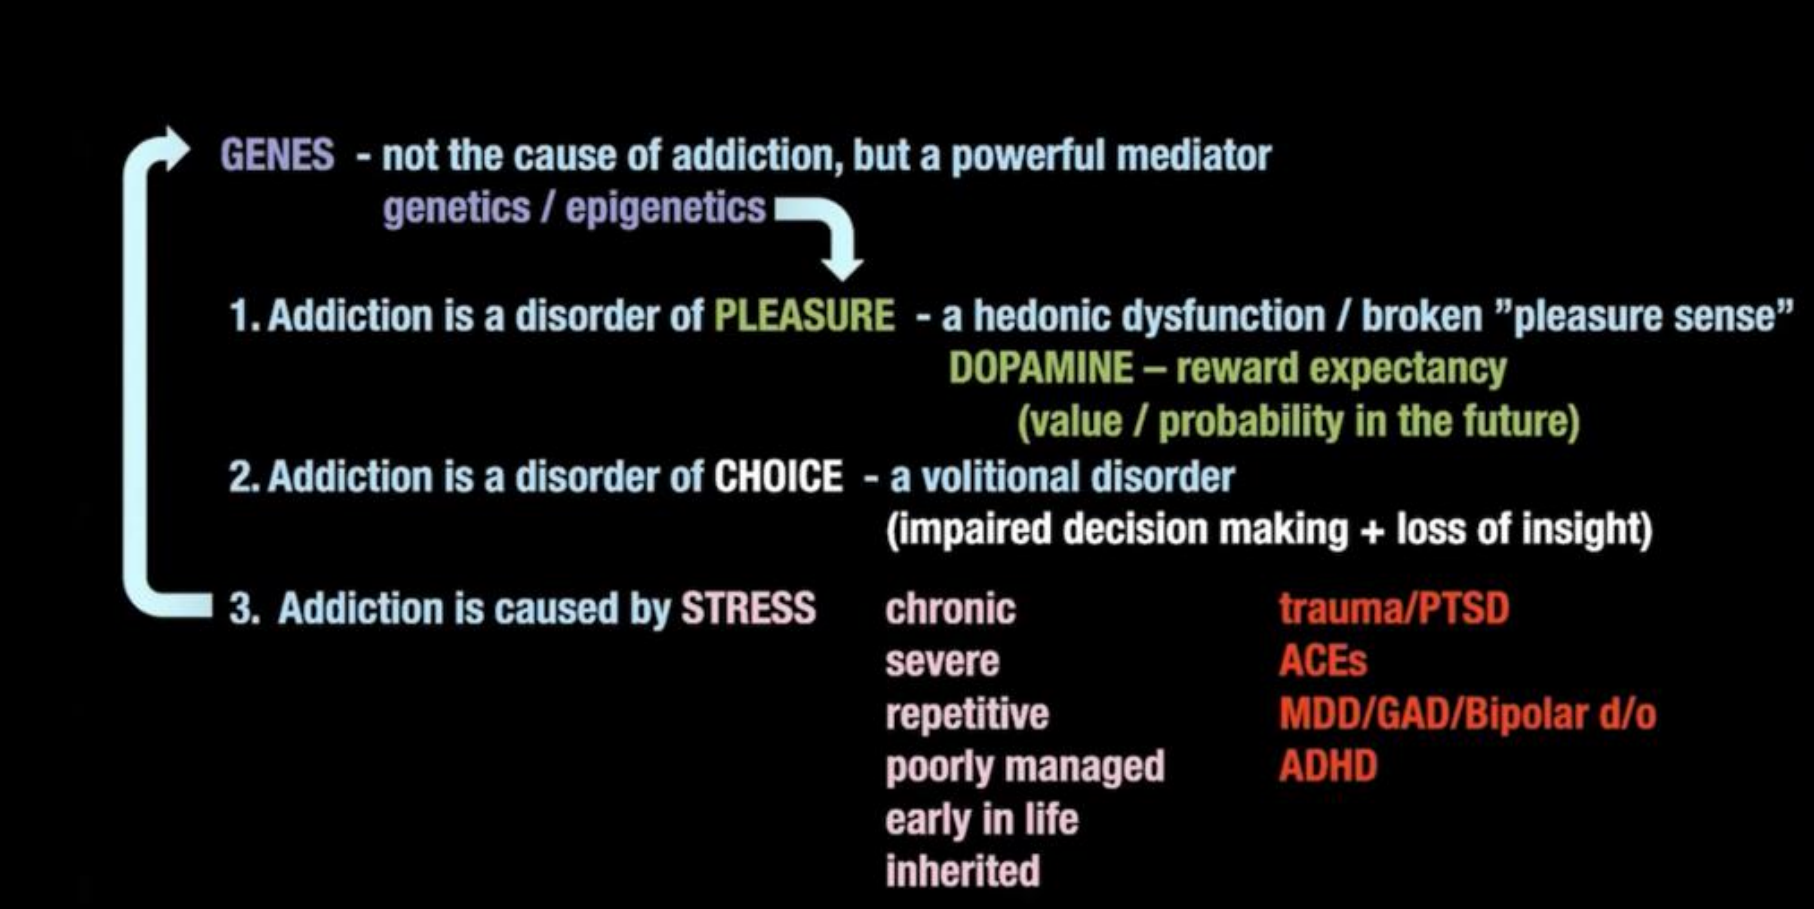 GENES - not the cause of addiction, but a powerful mediator
genetics / epigenetics
1. Addiction is a disorder of PLEASURE - a hedonic dysfunction / broken ”pleasure sense”
DOPAMINE – reward expectancy
(value / probability in the future)
2. Addiction is a disorder of CHOICE - a volitional disorder
(impaired decision making + loss of insight)
3. Addiction is caused by STRESS chronic trauma/PTSD
severe ACEs
repetitive MDD/GAD/Bipolar d/o
poorly managed ADHD
early in life
inherited